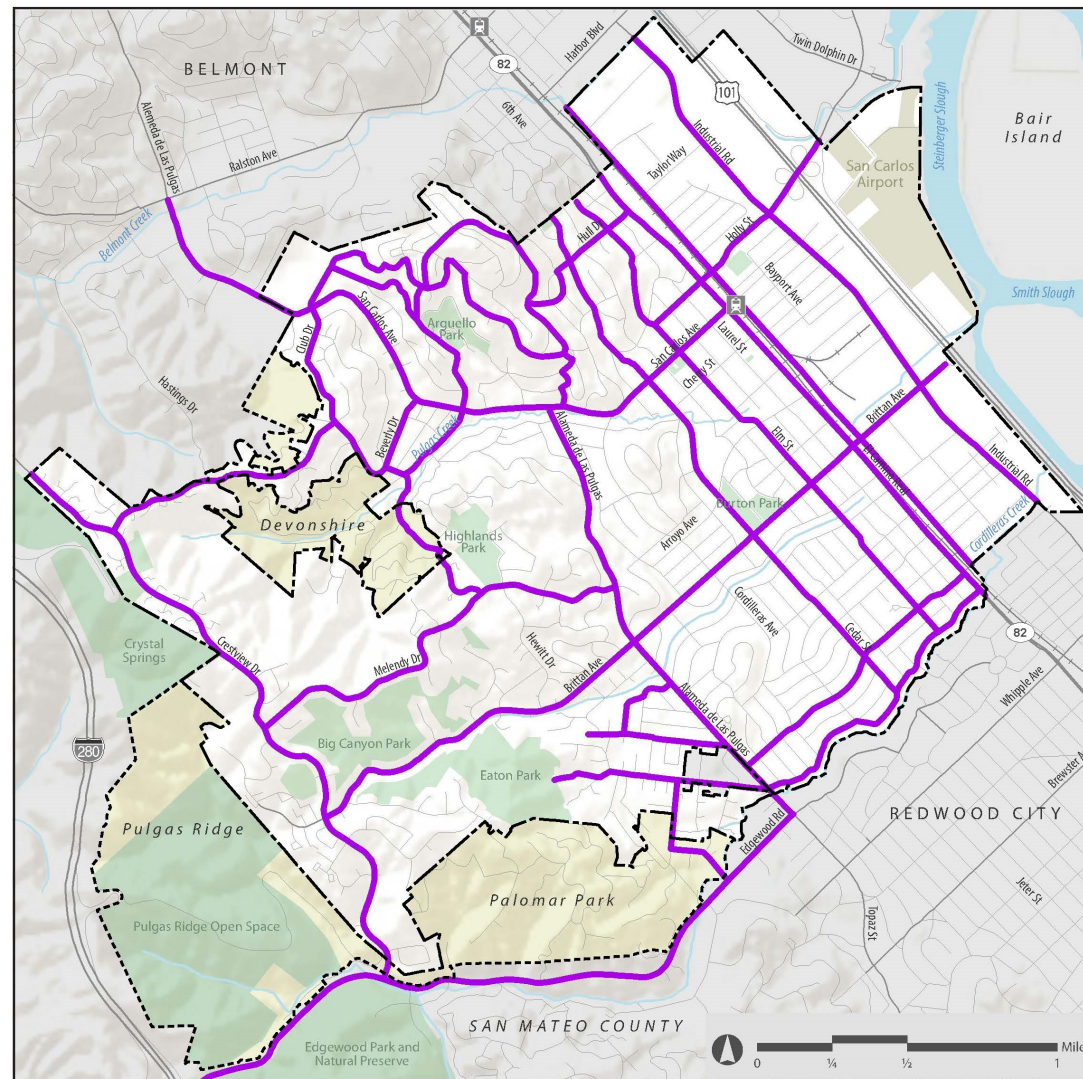 Harbor Blvd
Twin Dolphin Dr
BELMONT
82
101
6th Ave
Bair
Island
Steinberger Slough
Alameda de Las Pulgas
Ralston Ave
Industrial Rd
Taylor Way
San Carlos
Airport
Belmont Creek
Hull Dr
Holly St
Bayport Ave
Smith Slough
San Carlos Ave
Club Dr
Arguello
Park
San Carlos Ave
Laurel St
Cherry St
Hastings Dr
Beverly Dr
Pulgas Creek
Alameda de Las Pulgas
Elm St
Brittan Ave
El Camino Real
Industrial Rd
Cordilleras Creek
Devonshire
Highlands
Park
Burton Park
Arroyo Ave
Cordilleras Ave
Crystal
Springs
Crestview Dr
Melendy Dr
Hewitt Dr
Brittan Ave
Cedar St
82
Whipple Ave
280
Big Canyon Park
Eaton Park
Alameda de Las Pulgas
Brewster A
Pulgas Ridge
REDWOOD CITY
Edgewood Rd
Jeter St
Palomar Park
Topaz St
Pulgas Ridge Open Space
SAN MATEO COUNTY
Edgewood Park and
Natural Preserve
0 ¼ ½ 1 Mile